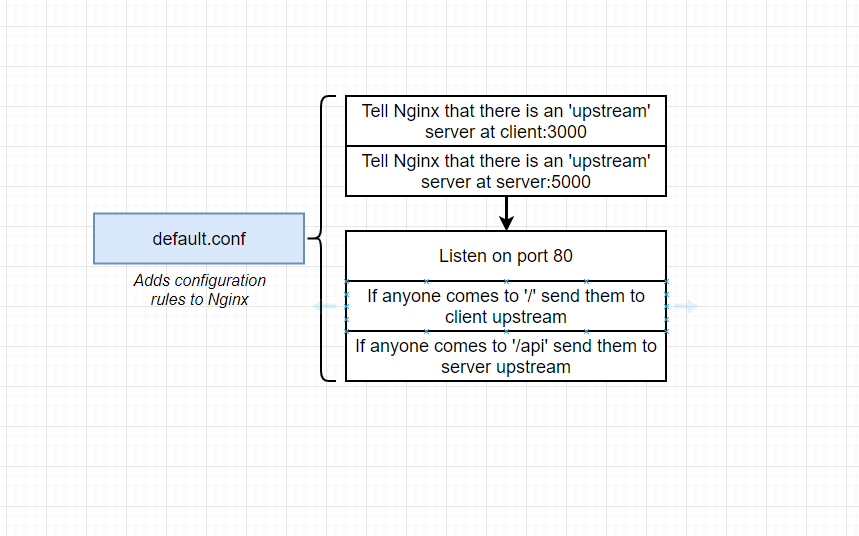 Tell Nginx that there is an 'upstream'
server at client:3000
Tell Nginx that there is an 'upstream'
server at server:5000
default.conf
Adds configuration
rules to Nginx
Listen on port 80
If anyone comes to '/' send them to
client upstream
If anyone comes to '/api' send them to
server upstream